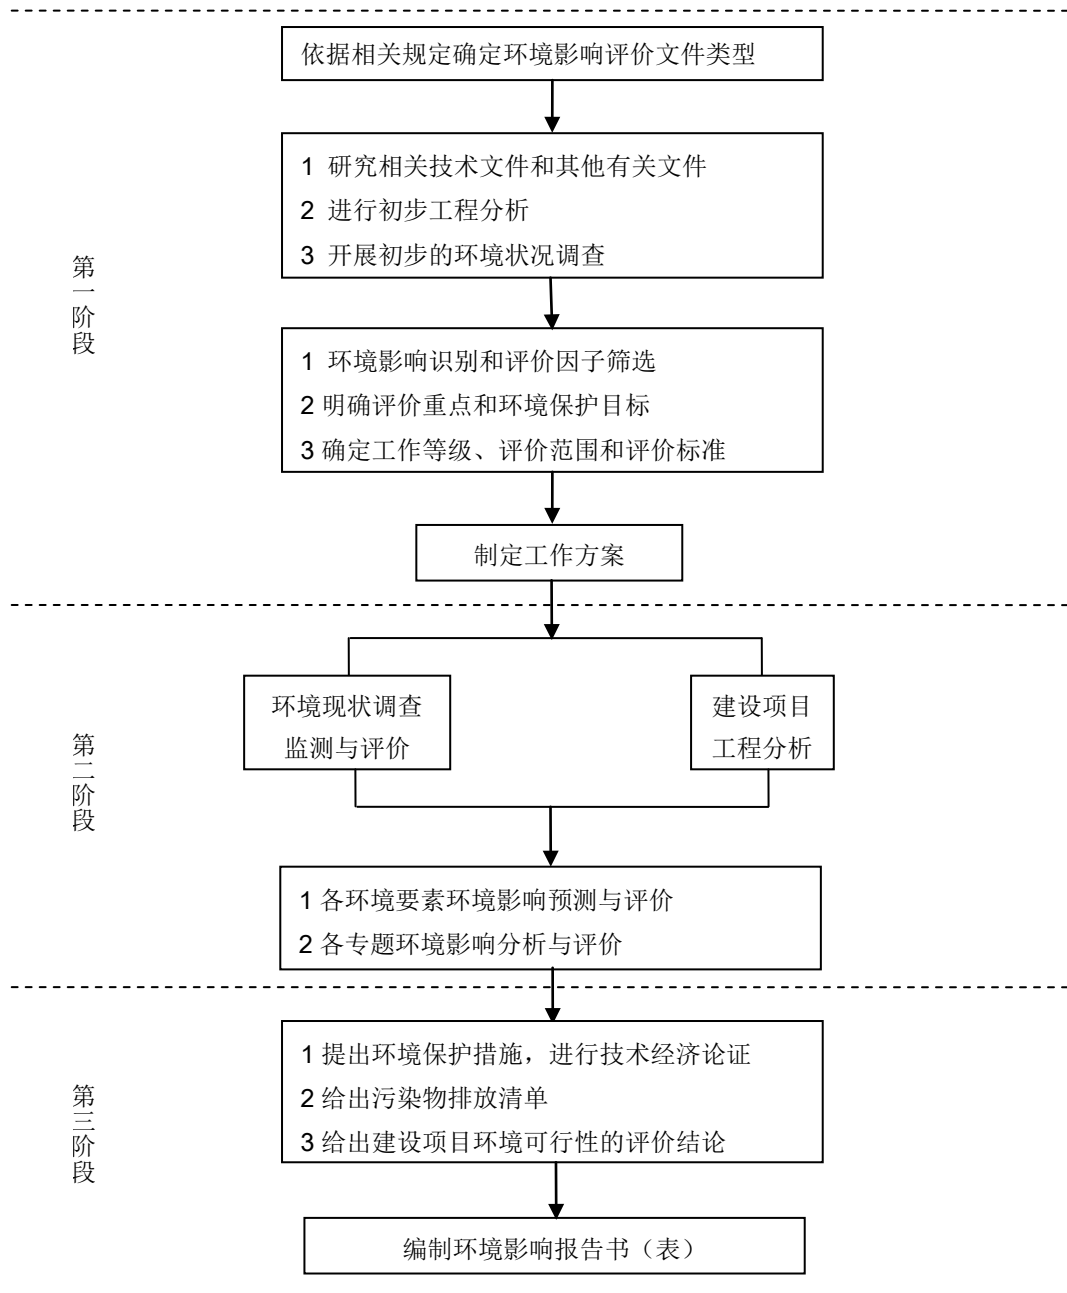 依据相关规定确定环境影响评价文件类型
1 研究相关技术文件和其他有关文件
2 进行初步工程分析
3 开展初步的环境状况调查
第一阶段
1 环境影响识别和评价因子筛选
2 明确评价重点和环境保护目标
3 确定工作等级、评价范围和评价标准
制定工作方案
第二阶段
环境现状调查
监测与评价
建设项目
工程分析
1 各环境要素环境影响预测与评价
2 各专题环境影响分析与评价
第三阶段
1 提出环境保护措施，进行技术经济论证
2 给出污染物排放清单
3 给出建设项目环境可行性的评价结论
编制环境影响报告书（表）